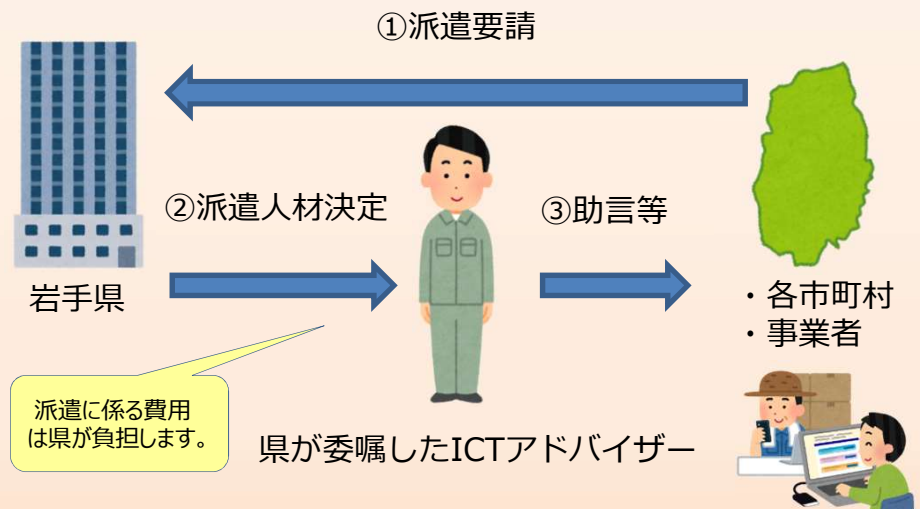 ①派遣要請
②派遣人材決定
③助言等
岩手県
・各市町村
・事業者
派遣に係る費用
は県が負担します。
県が委嘱したICTアドバイザー